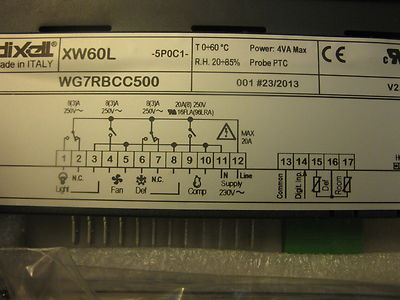 dixell XW60L -5P0C1- T 0÷60°C Power: 4VA Max CE
ade in ITALY R.H. 20÷85% Probe PTC
WG7RBCC500 001 #23/2013 V2
8(3)A 8(3)A 8(3)A 20A(8) 250V
250V~ 250V~ 250V~ 16FLA(96LRA)
MAX
20A
1 2 3 4 5 6 7 8 9 10 11 12 13 14 15 16 17
N.C. N.C. N Line
Light Fan Def Comp Supply
230V~
Common Digit. Inp. Def Room